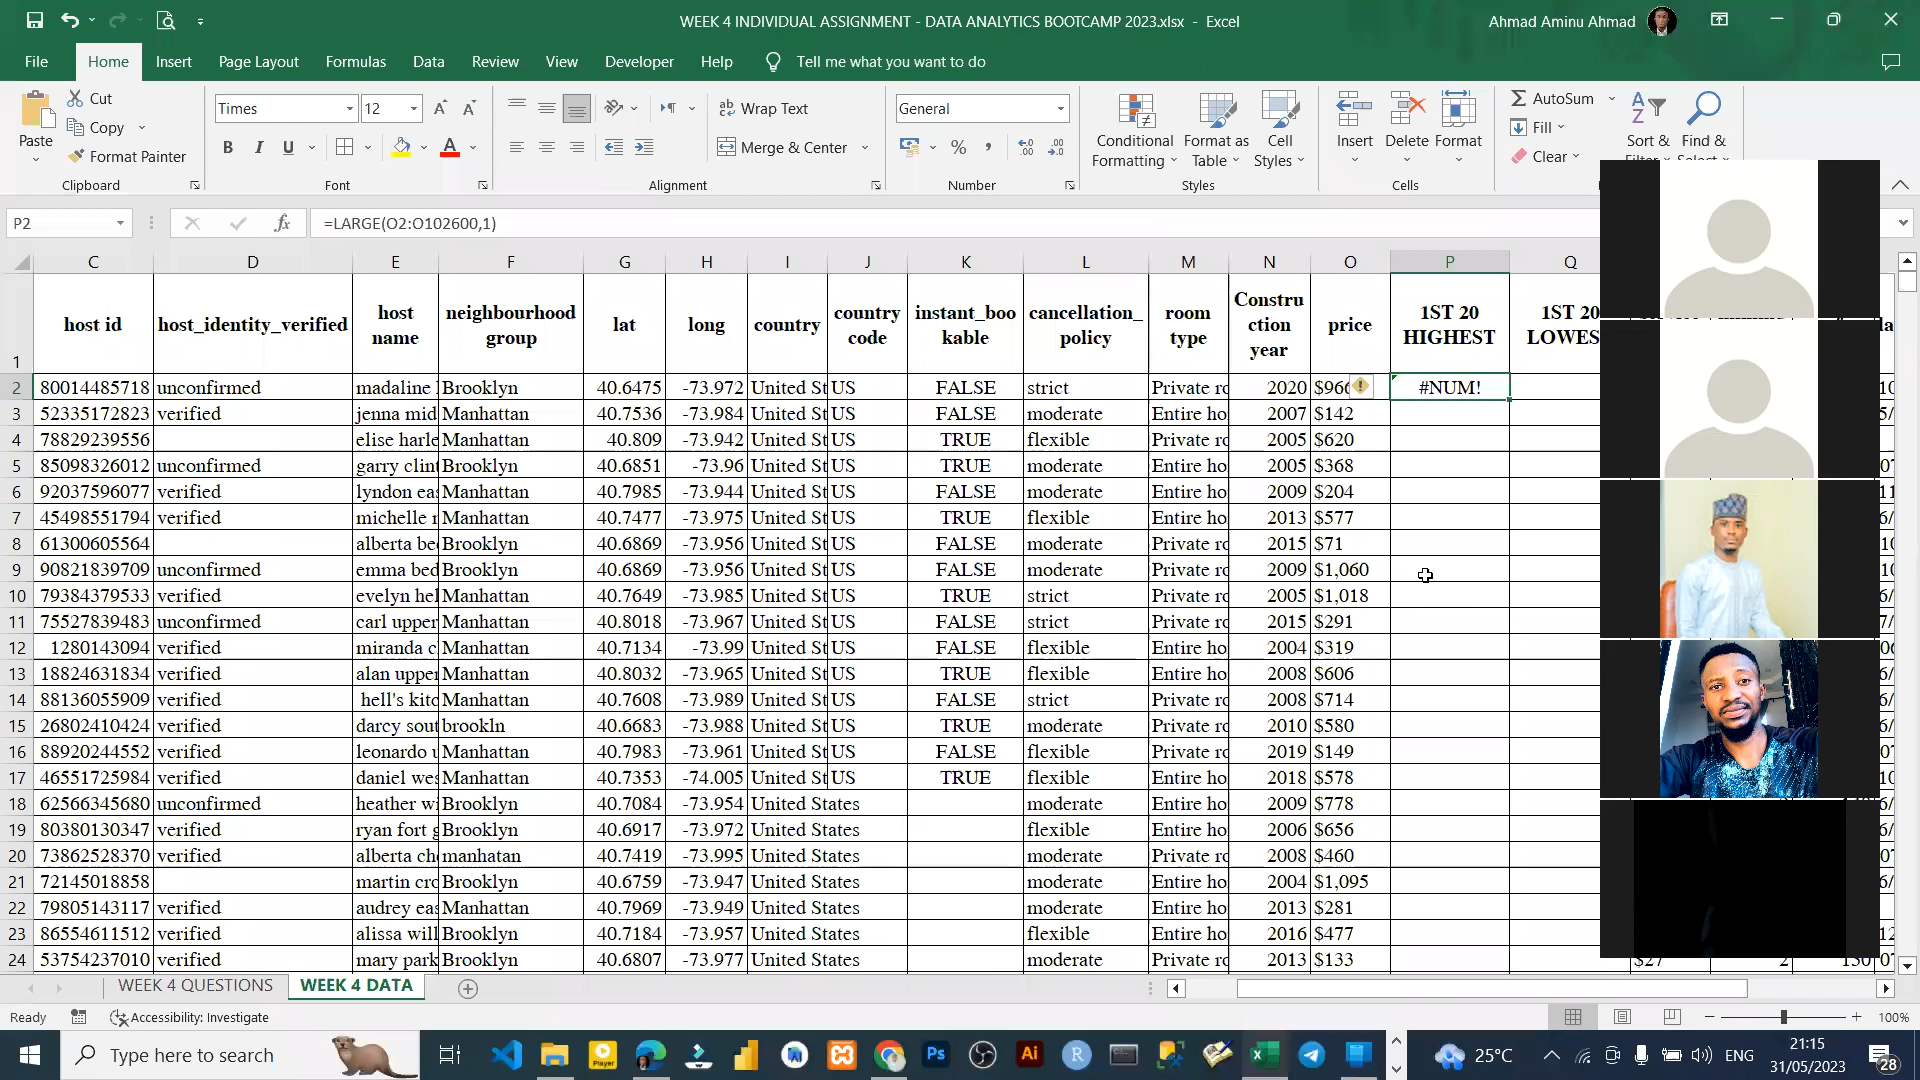 WEEK 4 INDIVIDUAL ASSIGNMENT - DATA ANALYTICS BOOTCAMP 2023.xlsx - Excel
Ahmad Aminu Ahmad
File Home Insert Page Layout Formulas Data Review View Developer Help Tell me what you want to do
Paste
Cut
Copy
Format Painter
Clipboard
Times 12
B I U
Font
Wrap Text
Merge & Center
Alignment
General
Number
Conditional Formatting
Format as Table
Cell Styles
Styles
Insert Delete Format
Cells
AutoSum
Fill
Clear
Sort &
Find &
P2
=LARGE(O2:O102600,1)
C D E F G H I J K L M N O P Q
1 host id host_identity_verified host name neighbourhood group lat long country country code instant_bookable cancellation_policy room type Construction year price 1ST 20 HIGHEST 1ST 20 LOWES
2 80014485718 unconfirmed madaline Brooklyn 40.6475 -73.972 United St US FALSE strict Private ro 2020 $966 #NUM!
3 52335172823 verified jenna mid Manhattan 40.7536 -73.984 United St US FALSE moderate Entire ho 2007 $142
4 78829239556 elise harle Manhattan 40.809 -73.942 United St US TRUE flexible Private ro 2005 $620
5 85098326012 unconfirmed garry clint Brooklyn 40.6851 -73.96 United St US TRUE moderate Entire ho 2005 $368
6 92037596077 verified lyndon eas Manhattan 40.7985 -73.944 United St US FALSE moderate Entire ho 2009 $204
7 45498551794 verified michelle r Manhattan 40.7477 -73.975 United St US TRUE flexible Entire ho 2013 $577
8 61300605564 alberta bec Brooklyn 40.6869 -73.956 United St US FALSE moderate Private ro 2015 $71
9 90821839709 unconfirmed emma bed Brooklyn 40.6869 -73.956 United St US FALSE moderate Private ro 2009 $1,060
10 79384379533 verified evelyn hel Manhattan 40.7649 -73.985 United St US TRUE strict Private ro 2005 $1,018
11 75527839483 unconfirmed carl upper Manhattan 40.8018 -73.967 United St US FALSE strict Private ro 2015 $291
12 1280143094 verified miranda c Manhattan 40.7134 -73.99 United St US FALSE flexible Entire ho 2004 $319
13 18824631834 verified alan upper Manhattan 40.8032 -73.965 United St US TRUE flexible Entire ho 2008 $606
14 88136055909 verified hell's kitc Manhattan 40.7608 -73.989 United St US FALSE strict Private ro 2008 $714
15 26802410424 verified darcy sout brookln 40.6683 -73.988 United St US TRUE moderate Private ro 2010 $580
16 88920244552 verified leonardo u Manhattan 40.7983 -73.961 United St US FALSE flexible Private ro 2019 $149
17 46551725984 verified daniel wes Manhattan 40.7353 -74.005 United St US TRUE flexible Entire ho 2018 $578
18 62566345680 unconfirmed heather wi Brooklyn 40.7084 -73.954 United States moderate Entire ho 2009 $778
19 80380130347 verified ryan fort g Brooklyn 40.6917 -73.972 United States flexible Entire ho 2006 $656
20 73862528370 verified alberta che manhatan 40.7419 -73.995 United States moderate Private ro 2008 $460
21 72145018858 martin crc Brooklyn 40.6759 -73.947 United States moderate Entire ho 2004 $1,095
22 79805143117 verified audrey eas Manhattan 40.7969 -73.949 United States moderate Entire ho 2013 $281
23 86554611512 verified alissa will Brooklyn 40.7184 -73.957 United States flexible Entire ho 2016 $477
24 53754237010 verified mary park Brooklyn 40.6807 -73.977 United States moderate Private ro 2013 $133 $27
WEEK 4 QUESTIONS WEEK 4 DATA
Ready Accessibility: Investigate 100%
Type here to search
25°C
ENG
21:15
31/05/2023
28